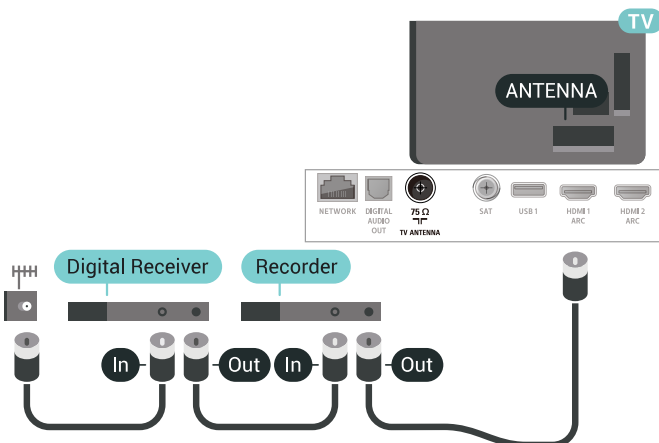 TV
ANTENNA
NETWORK
DIGITAL
AUDIO
OUT
75 Ω
TV ANTENNA
SAT
USB 1
HDMI 1
ARC
HDMI 2
ARC
Digital Receiver
Recorder
In
Out
In
Out